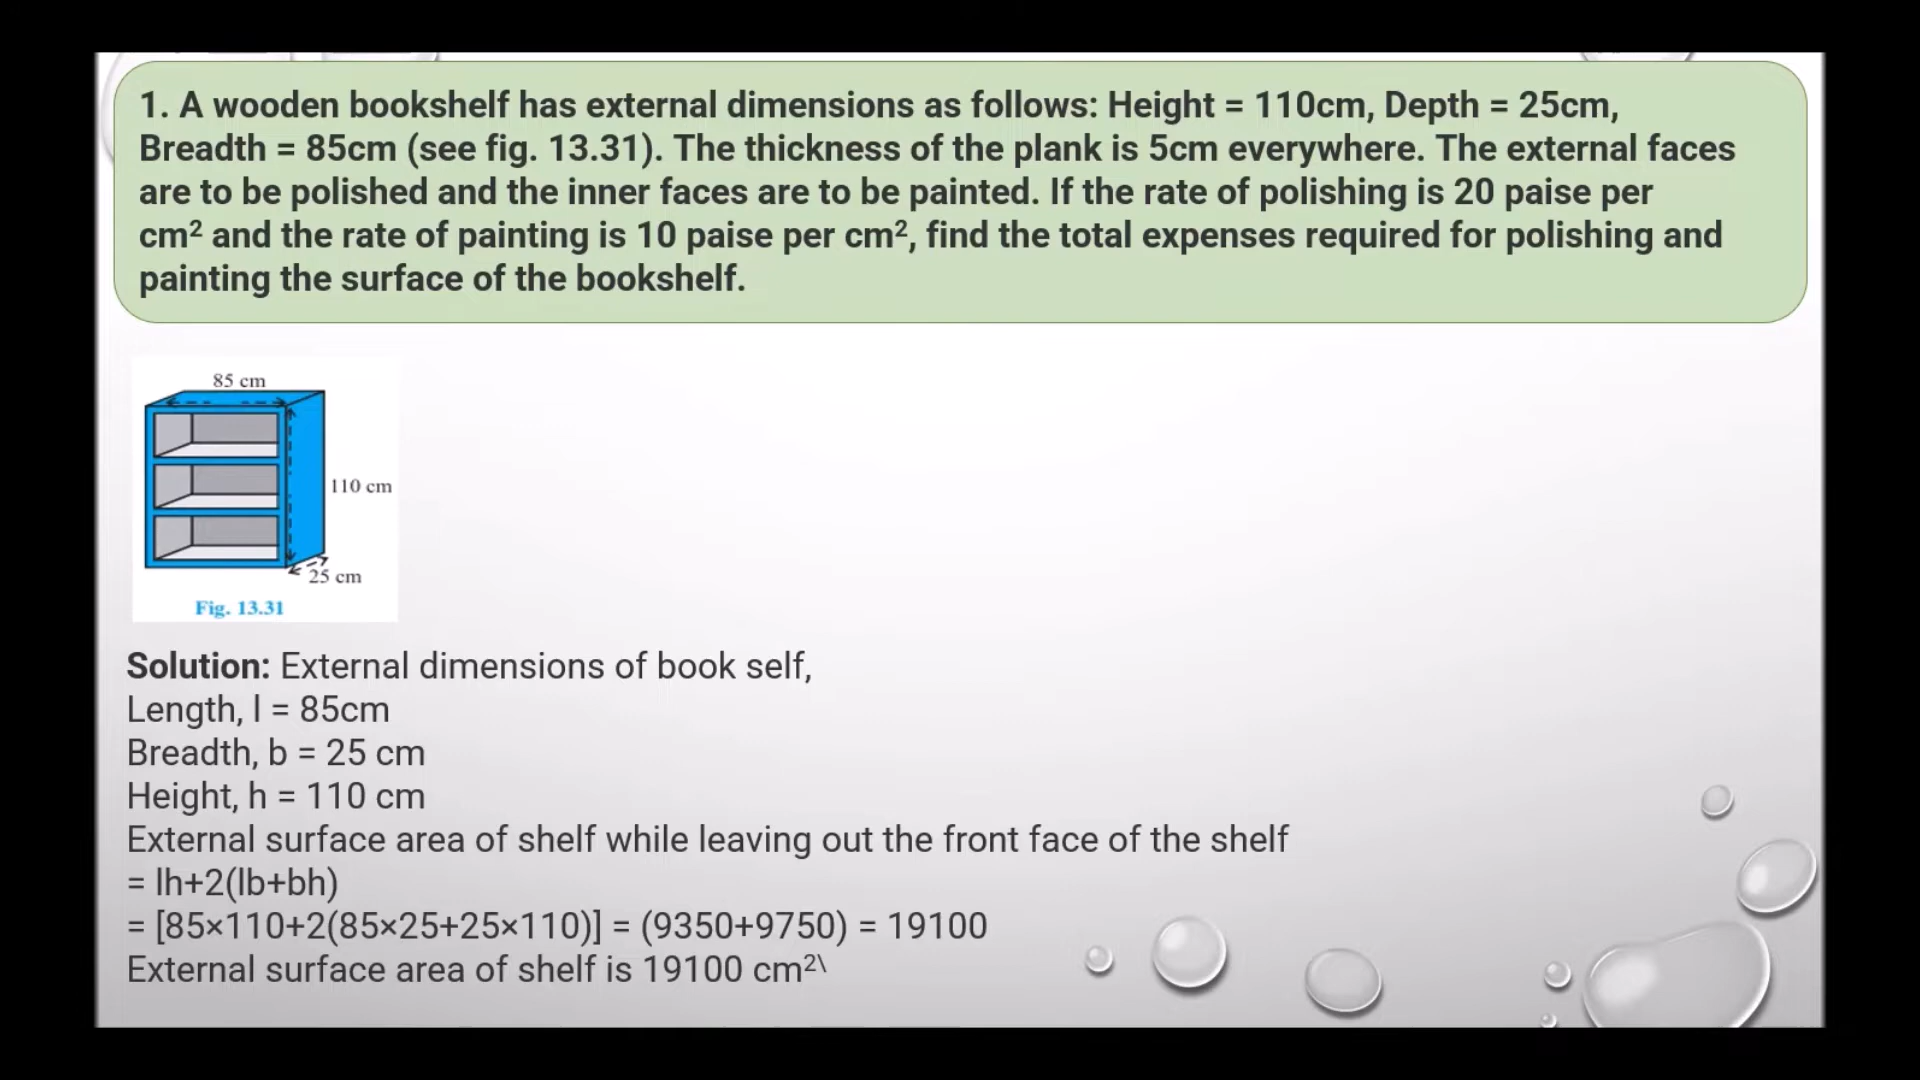 1. A wooden bookshelf has external dimensions as follows: Height = 110cm, Depth = 25cm,
Breadth = 85cm (see fig. 13.31). The thickness of the plank is 5cm everywhere. The external faces
are to be polished and the inner faces are to be painted. If the rate of polishing is 20 paise per
cm² and the rate of painting is 10 paise per cm², find the total expenses required for polishing and
painting the surface of the bookshelf.
85 cm
110 cm
25 cm
Fig. 13.31
Solution: External dimensions of book self,
Length, l = 85cm
Breadth, b = 25 cm
Height, h = 110 cm
External surface area of shelf while leaving out the front face of the shelf
= lh+2(lb+bh)
= [85×110+2(85×25+25×110)] = (9350+9750) = 19100
External surface area of shelf is 19100 cm²\